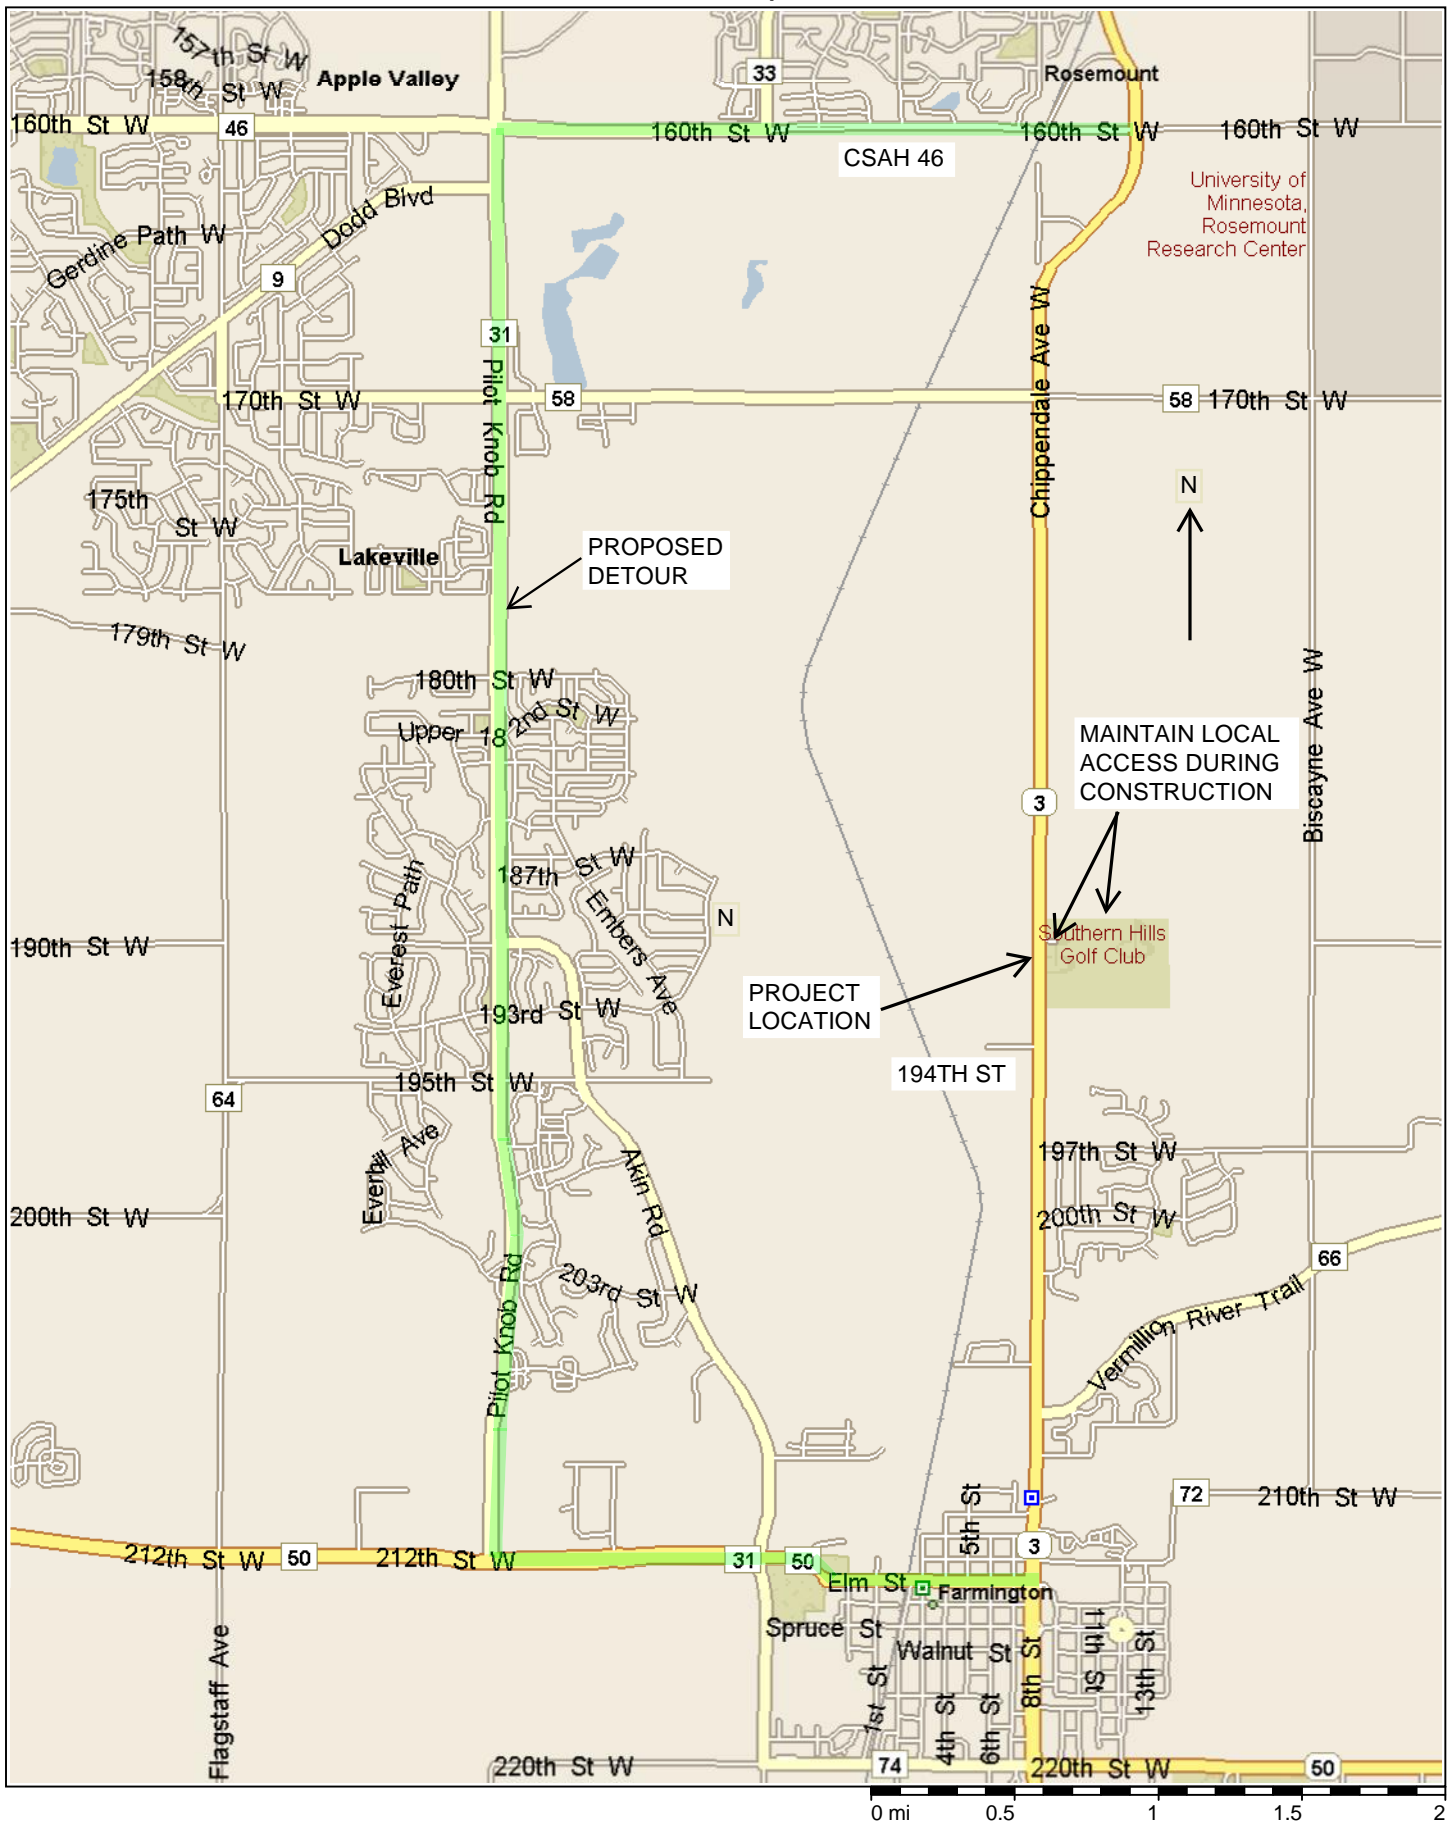 157th St W
158th St W
Apple Valley
33
Rosemount
160th St W
46
160th St W
160th St W
160th St W
CSAH 46
University of
Minnesota,
Rosemount
Research Center
Dodd Blvd
Gerdine Path W
9
31
Pilot Knob Rd
Chippendale Ave W
170th St W
58
58
170th St W
175th
St W
N
PROPOSED
DETOUR
Lakeville
179th St W
180th St W
Upper 182nd St W
Biscayne Ave W
MAINTAIN LOCAL
ACCESS DURING
CONSTRUCTION
3
187th St W
Everest Path
Embers Ave
N
190th St W
Southern Hills
Golf Club
PROJECT
LOCATION
193rd St W
194TH ST
195th St W
64
Everhill Ave
Akin Rd
197th St W
200th St W
200th St W
66
203rd St W
Pilot Knob Rd
Vermillion River Trail
5th St
72
210th St W
3
212th St W
50
212th St W
31
50
Elm St
Farmington
Spruce St
Walnut St
11th St
13th St
8th St
1st St
4th St
6th St
Flagstaff Ave
220th St W
74
220th St W
50
0 mi
0.5
1
1.5
2